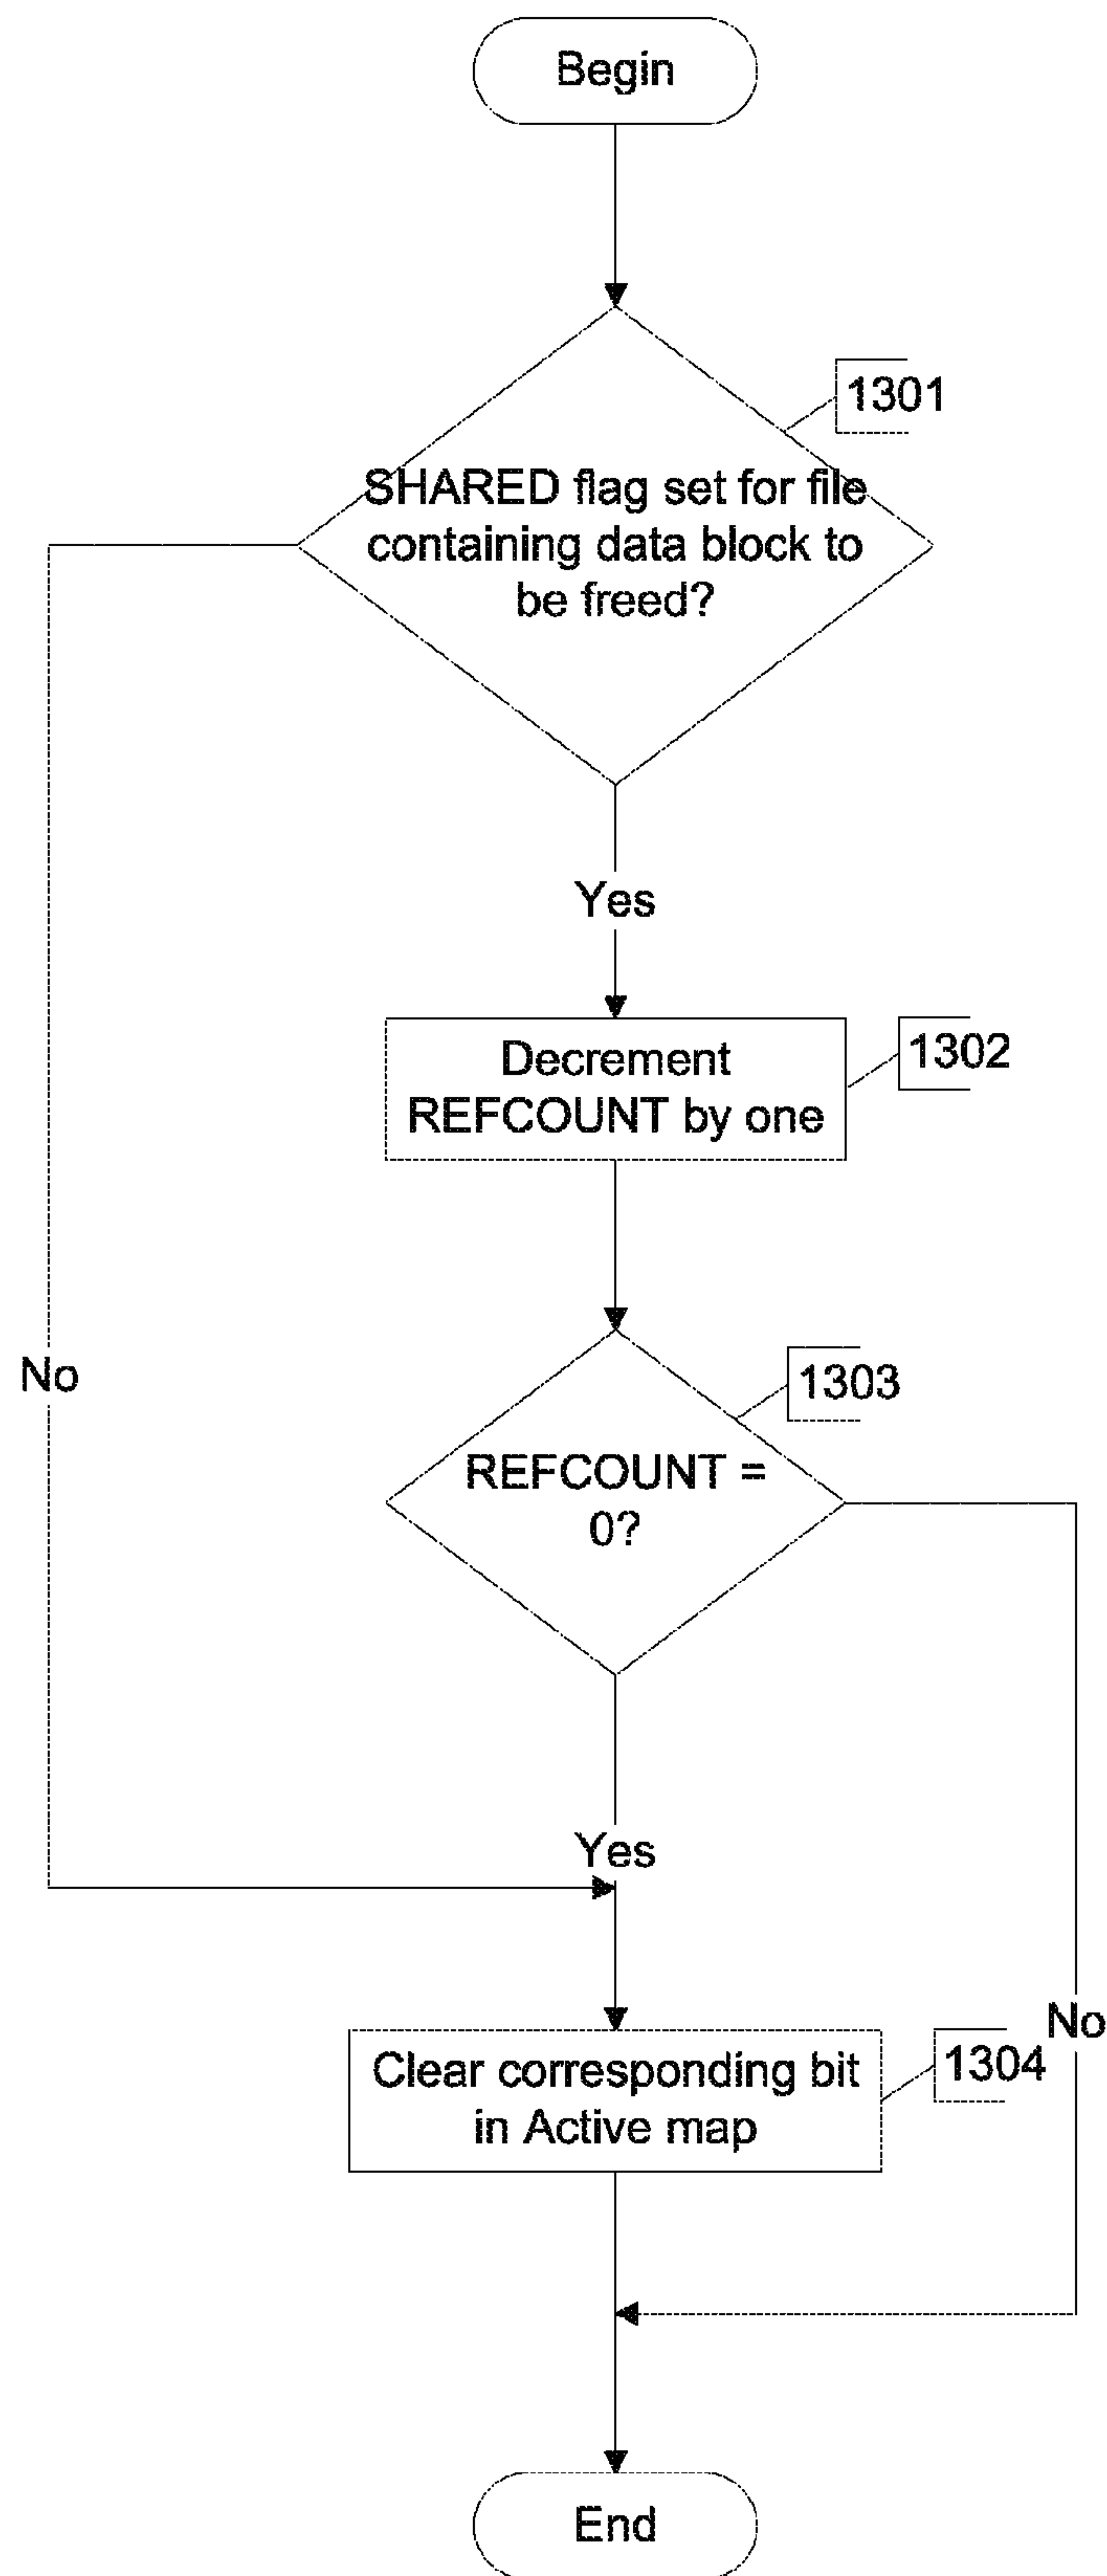 Begin
1301
SHARED flag set for file
containing data block to
be freed?
Yes
Decrement
REFCOUNT by one
1302
No
1303
REFCOUNT =
0?
Yes
No
Clear corresponding bit
in Active map
1304
End